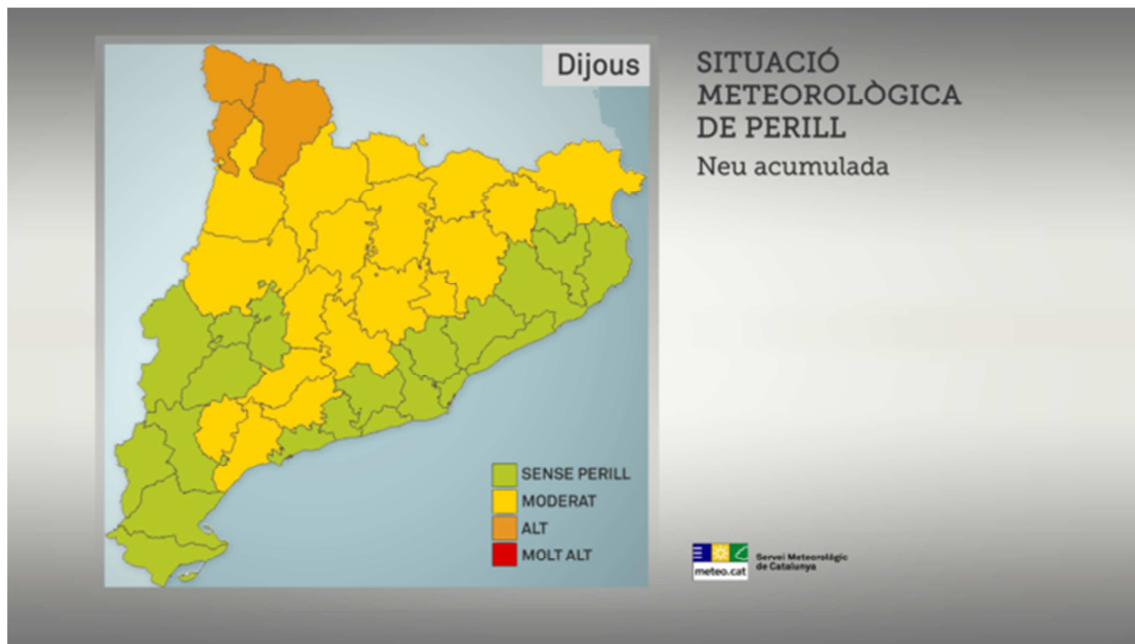 Dijous
SITUACIÓ
METEOROLÒGICA
DE PERILL
Neu acumulada
SENSE PERILL
MODERAT
ALT
MOLT ALT
meteo.cat
Servei Meteorològic
de Catalunya